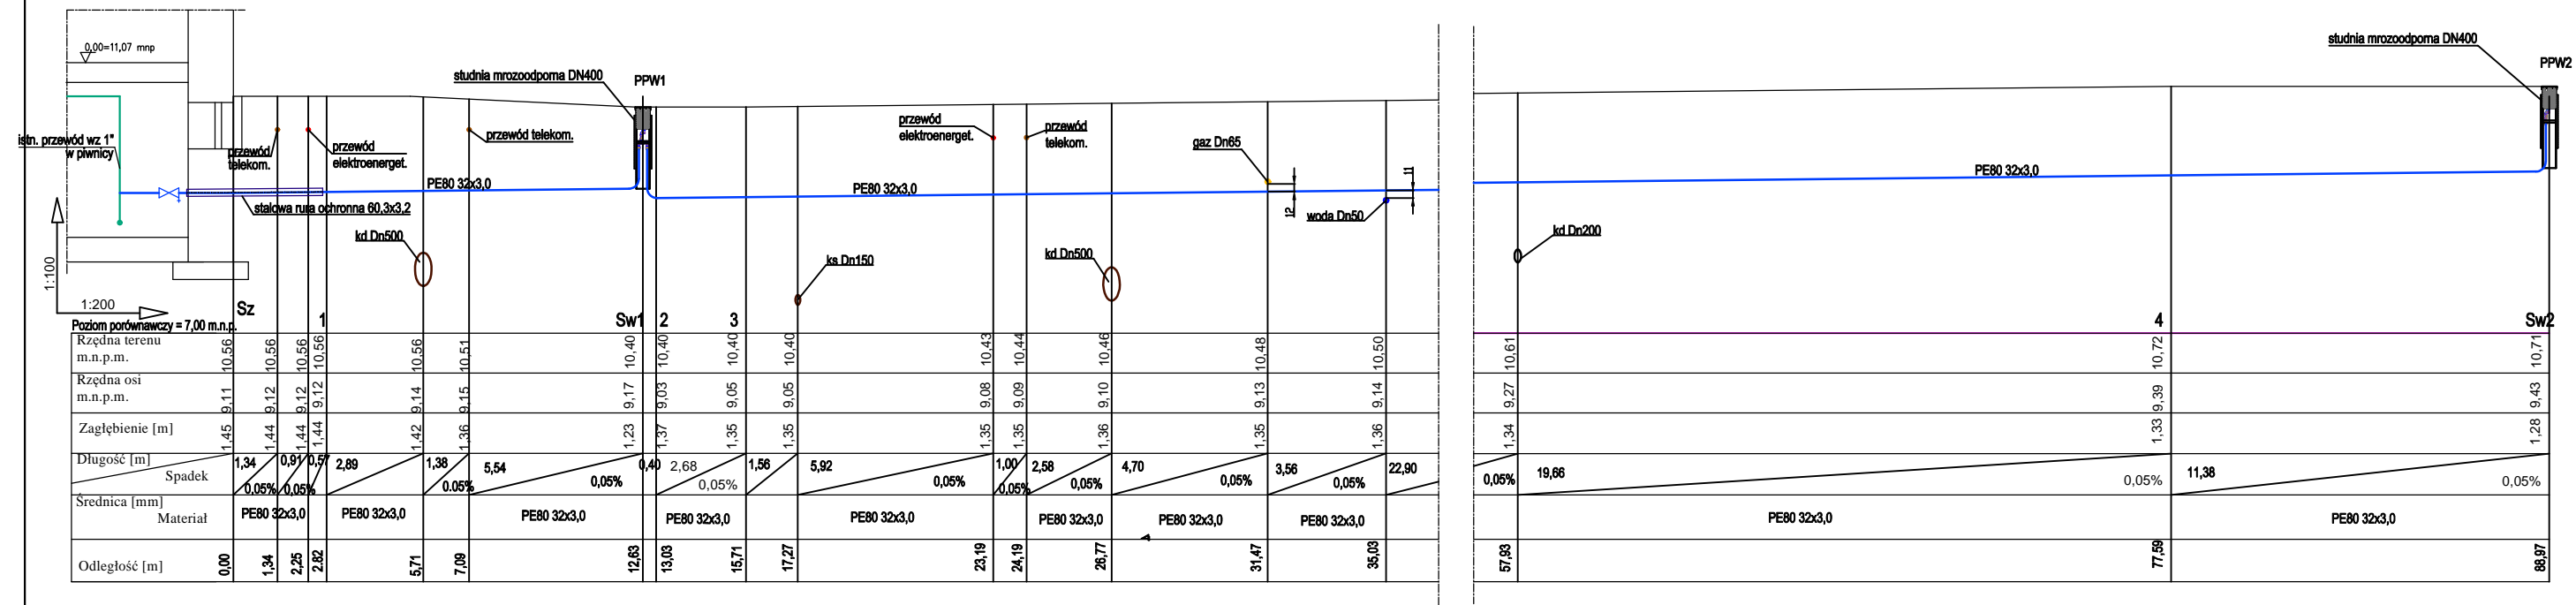 0,00=11,07 mnp
istn. przewód wz 1"
w piwnicy
przewód
telekom.
przewód
elektroenerget.
stalowa rura ochronna 60,3x3,2
kd Dn500
PE80 32x3,0
przewód telekom.
studnia mrozoodporna DN400
PPW1
PE80 32x3,0
ks Dn150
przewód
elektroenerget.
przewód
telekom.
kd Dn500
gaz Dn65
12
woda Dn50
11
PE80 32x3,0
kd Dn200
studnia mrozoodporna DN400
PPW2
1:100
1:200
Poziom porównawczy = 7,00 m.n.p.
Sz 1 Sw1 2 3 4 Sw2
Rzędna terenu
m.n.p.m.
10,56 10,56 10,56 10,56 10,56 10,51 10,40 10,40 10,40 10,40 10,43 10,44 10,46 10,48 10,50 10,61 10,72 10,71
Rzędna osi
m.n.p.m.
9,11 9,12 9,12 9,12 9,14 9,15 9,17 9,03 9,05 9,05 9,08 9,09 9,10 9,13 9,14 9,27 9,39 9,43
Zagłębienie [m]
1,45 1,44 1,44 1,44 1,42 1,36 1,23 1,37 1,35 1,35 1,35 1,35 1,36 1,35 1,36 1,34 1,33 1,28
Długość [m]
1,34 0,91 0,57 2,89 1,38 5,54 0,40 2,68 1,56 5,92 1,00 2,58 4,70 3,56 22,90 19,66 11,38
Spadek
0,05% 0,05% 0.05% 0,05% 0,05% 0,05% 0,05% 0,05% 0,05% 0,05% 0,05% 0,05% 0,05%
Średnica [mm]
Materiał
PE80 32x3,0 PE80 32x3,0 PE80 32x3,0 PE80 32x3,0 PE80 32x3,0 PE80 32x3,0 PE80 32x3,0 PE80 32x3,0 PE80 32x3,0 PE80 32x3,0
Odległość [m]
0,00 1,34 2,25 2.82 5,71 7,09 12,63 13,03 15,71 17,27 23,19 24,19 26,77 31,47 35,03 57,93 77,59 88,97